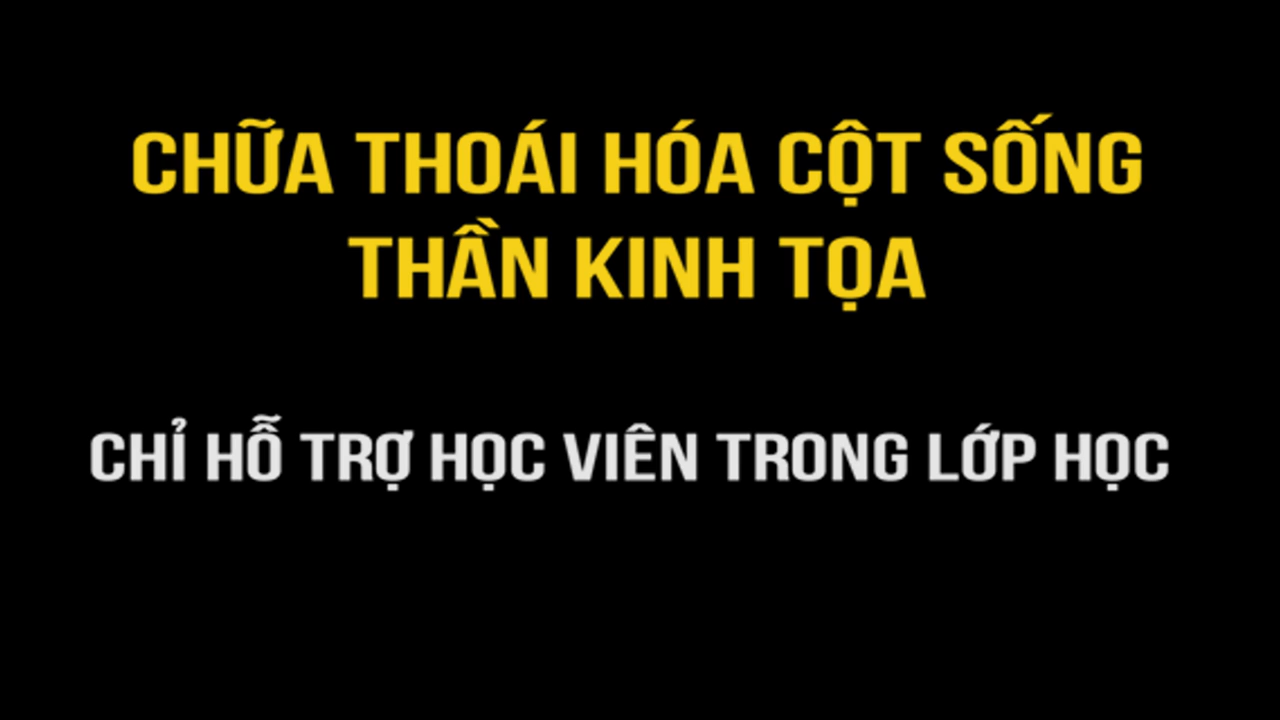 CHỮA THOÁI HÓA CỘT SỐNG
THẦN KINH TỌA
CHỈ HỖ TRỢ HỌC VIÊN TRONG LỚP HỌC